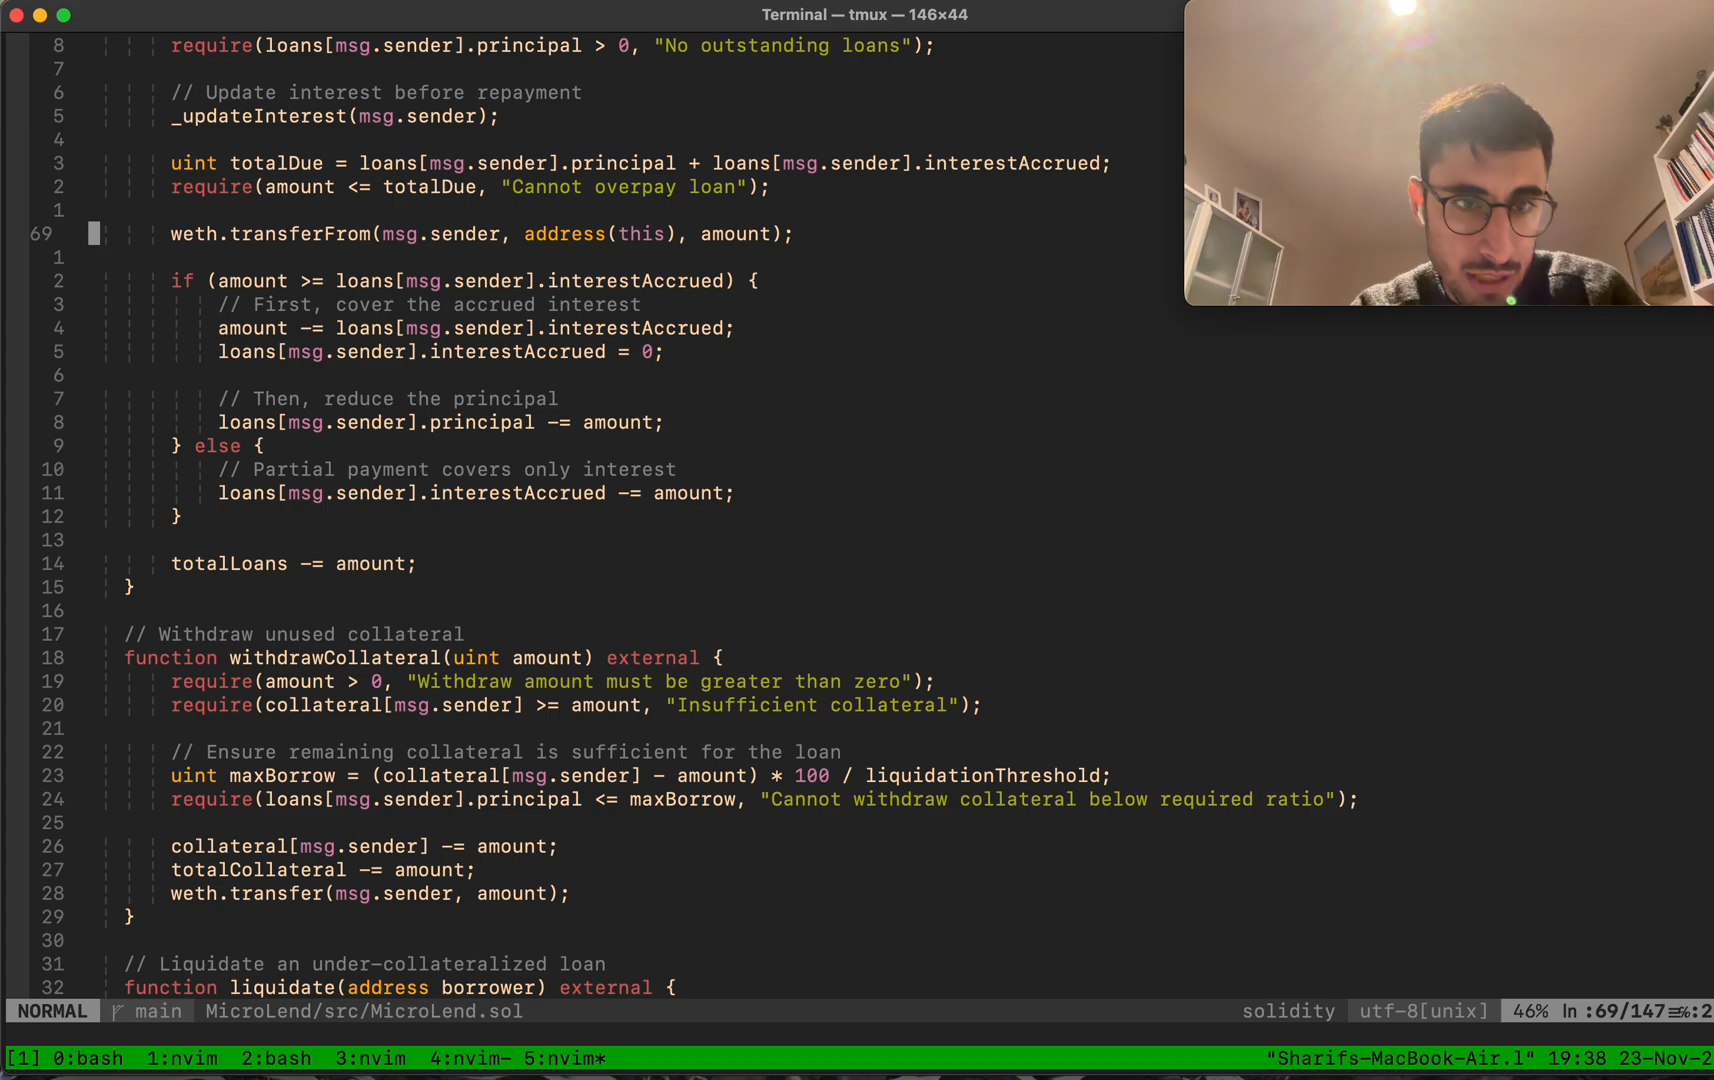 Terminal — tmux — 146×44
8 require(loans[msg.sender].principal > 0, "No outstanding loans");
7
6 // Update interest before repayment
5 _updateInterest(msg.sender);
4
3 uint totalDue = loans[msg.sender].principal + loans[msg.sender].interestAccrued;
2 require(amount <= totalDue, "Cannot overpay loan");
1
69 weth.transferFrom(msg.sender, address(this), amount);
1
2 if (amount >= loans[msg.sender].interestAccrued) {
3 // First, cover the accrued interest
4 amount -= loans[msg.sender].interestAccrued;
5 loans[msg.sender].interestAccrued = 0;
6
7 // Then, reduce the principal
8 loans[msg.sender].principal -= amount;
9 } else {
10 // Partial payment covers only interest
11 loans[msg.sender].interestAccrued -= amount;
12 }
13
14 totalLoans -= amount;
15 }
16
17 // Withdraw unused collateral
18 function withdrawCollateral(uint amount) external {
19 require(amount > 0, "Withdraw amount must be greater than zero");
20 require(collateral[msg.sender] >= amount, "Insufficient collateral");
21
22 // Ensure remaining collateral is sufficient for the loan
23 uint maxBorrow = (collateral[msg.sender] - amount) * 100 / liquidationThreshold;
24 require(loans[msg.sender].principal <= maxBorrow, "Cannot withdraw collateral below required ratio");
25
26 collateral[msg.sender] -= amount;
27 totalCollateral -= amount;
28 weth.transfer(msg.sender, amount);
29 }
30
31 // Liquidate an under-collateralized loan
32 function liquidate(address borrower) external {
NORMAL main MicroLend/src/MicroLend.sol solidity utf-8[unix] 46% ln :69/147
[1] 0:bash 1:nvim 2:bash 3:nvim 4:nvim- 5:nvim* "Sharifs-MacBook-Air.l" 19:38 23-Nov-2